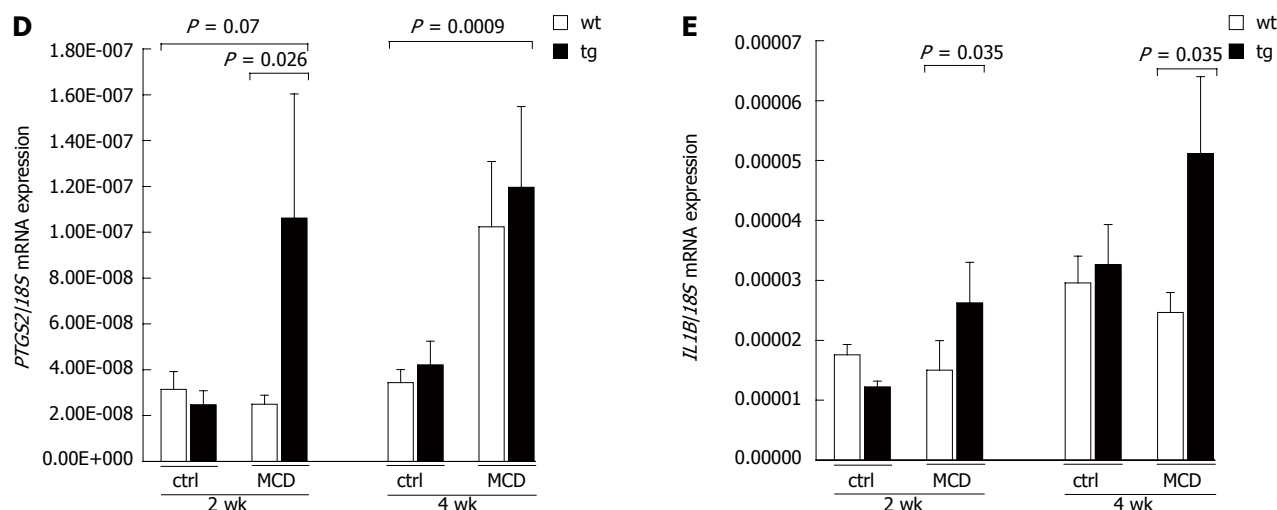 D
P = 0.07
P = 0.0009
wt
tg
P = 0.026
1.80E-007
1.60E-007
1.40E-007
1.20E-007
1.00E-007
8.00E-008
6.00E-008
4.00E-008
2.00E-008
0.00E+000
PTGS2/18S mRNA expression
ctrl
MCD
ctrl
MCD
2 wk
4 wk
E
wt
tg
P = 0.035
P = 0.035
0.00007
0.00006
0.00005
0.00004
0.00003
0.00002
0.00001
0.00000
IL1B/18S mRNA expression
ctrl
MCD
ctrl
MCD
2 wk
4 wk